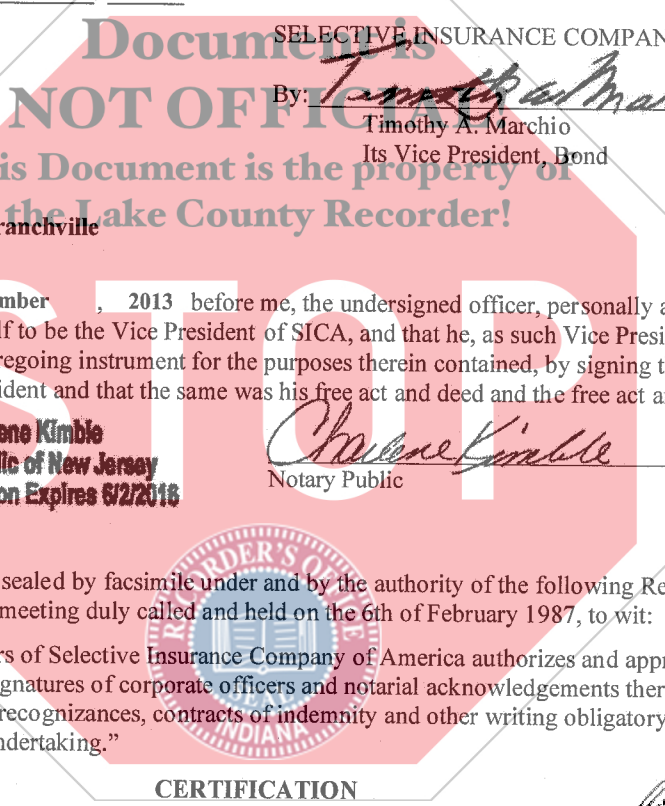 Document is
NOT OFFICIAL!
is Document is the property of
the Lake County Recorder!
STOP
SELECTIVE INSURANCE COMPAN
By: Timothy A. Mar
Timothy A. Marchio
Its Vice President, Bond
ranchville
mber , 2013 before me, the undersigned officer, personally a
lf to be the Vice President of SICA, and that he, as such Vice Presi
regoing instrument for the purposes therein contained, by signing t
ident and that the same was his free act and deed and the free act a
ene Kimble
lic of New Jersey
on Expires 6/2/2016
Charlene Kimble
Notary Public
sealed by facsimile under and by the authority of the following Re
meeting duly called and held on the 6th of February 1987, to wit:
rs of Selective Insurance Company of America authorizes and appr
gnatures of corporate officers and notarial acknowledgements ther
recognizances, contracts of indemnity and other writing obligatory
ndertaking.”
RECORDER'S OFFICE
SEAL
INDIANA
CERTIFICATION